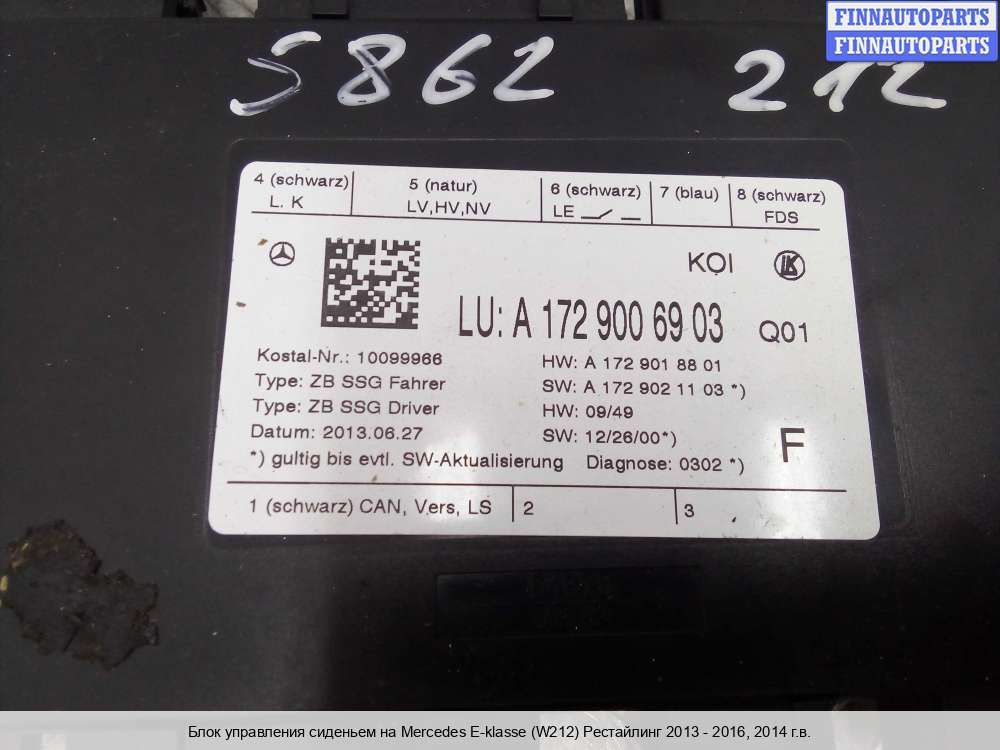 FINNAUTOPARTS
FINNAUTOPARTS
5862 212
4 (schwarz) 5 (natur) 6 (schwarz) 7 (blau) 8 (schwarz)
L. K LV,HV,NV LE FDS
KOI LK
LU: A 172 900 69 03 Q01
Kostal-Nr.: 10099966 HW: A 172 901 88 01
Type: ZB SSG Fahrer SW: A 172 902 11 03 *)
Type: ZB SSG Driver HW: 09/49
Datum: 2013.06.27 SW: 12/26/00*) F
*) gultig bis evtl. SW-Aktualisierung Diagnose: 0302 *)
1 (schwarz) CAN, Vers, LS 2 3
Блок управления сиденьем на Mercedes E-klasse (W212) Рестайлинг 2013 - 2016, 2014 г.в.